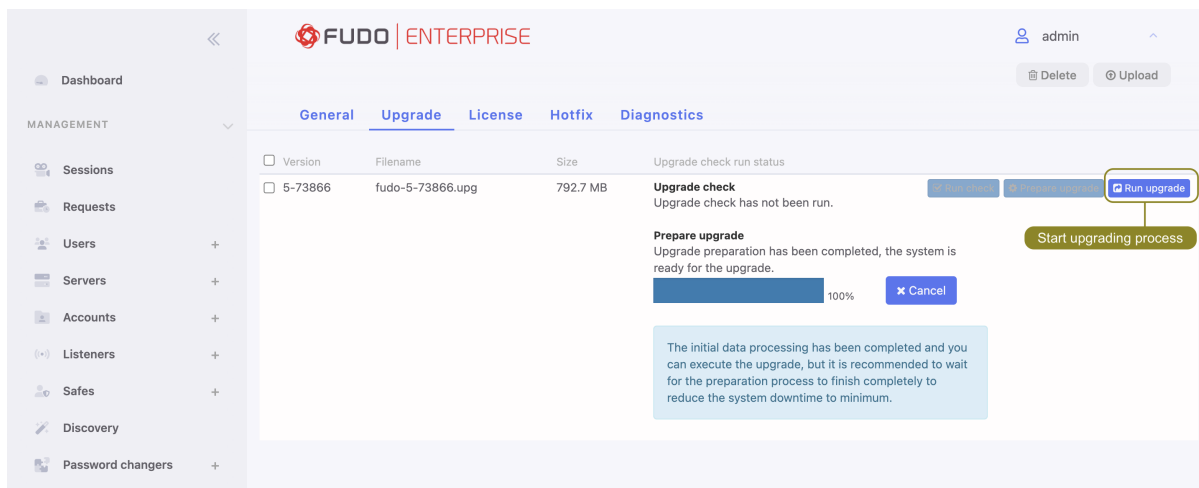 FUDO ENTERPRISE
admin
Delete
Upload
Dashboard
MANAGEMENT
Sessions
Requests
Users +
Servers +
Accounts +
Listeners +
Safes +
Discovery
Password changers +
General Upgrade License Hotfix Diagnostics
Version Filename Size Upgrade check run status
5-73866 fudo-5-73866.upg 792.7 MB Upgrade check Run check Prepare upgrade Run upgrade
Upgrade check has not been run.
Start upgrading process
Prepare upgrade
Upgrade preparation has been completed, the system is
ready for the upgrade.
100% Cancel
The initial data processing has been completed and you
can execute the upgrade, but it is recommended to wait
for the preparation process to finish completely to
reduce the system downtime to minimum.